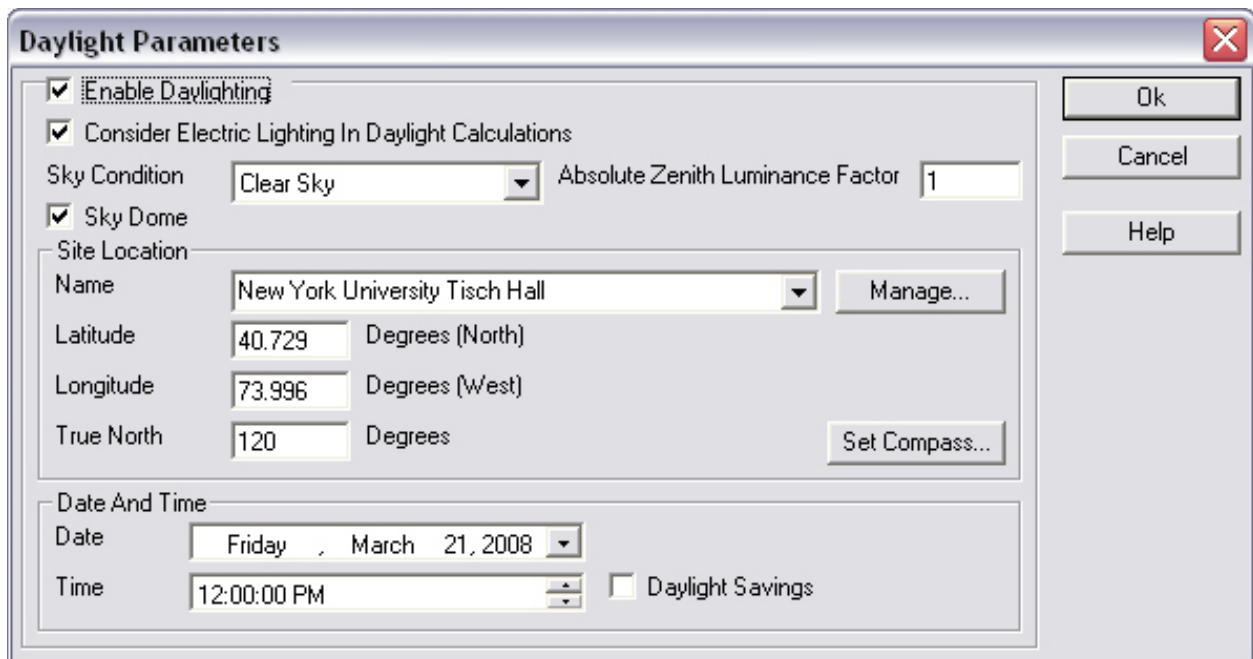 Daylight Parameters
Enable Daylighting
Ok
Consider Electric Lighting In Daylight Calculations
Cancel
Sky Condition Clear Sky Absolute Zenith Luminance Factor 1
Sky Dome
Help
Site Location
Name New York University Tisch Hall Manage...
Latitude 40.729 Degrees (North)
Longitude 73.996 Degrees (West)
True North 120 Degrees Set Compass...
Date And Time
Date Friday , March 21, 2008
Time 12:00:00 PM Daylight Savings